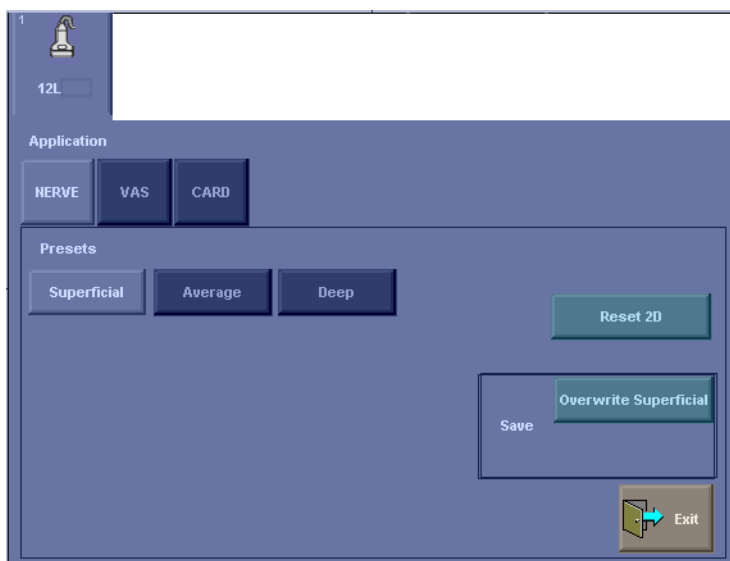 1
12L
Application
NERVE VAS CARD
Presets
Superficial Average Deep
Reset 2D
Overwrite Superficial
Save
Exit